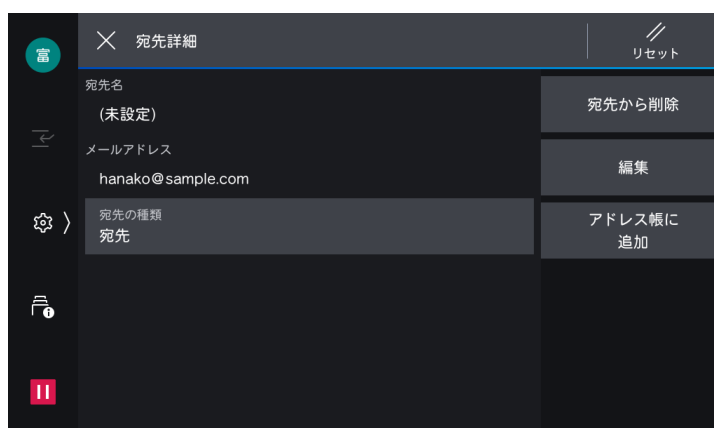 富
宛先詳細
リセット
宛先名
(未設定)
メールアドレス
hanako@sample.com
宛先の種類
宛先
宛先から削除
編集
アドレス帳に
追加